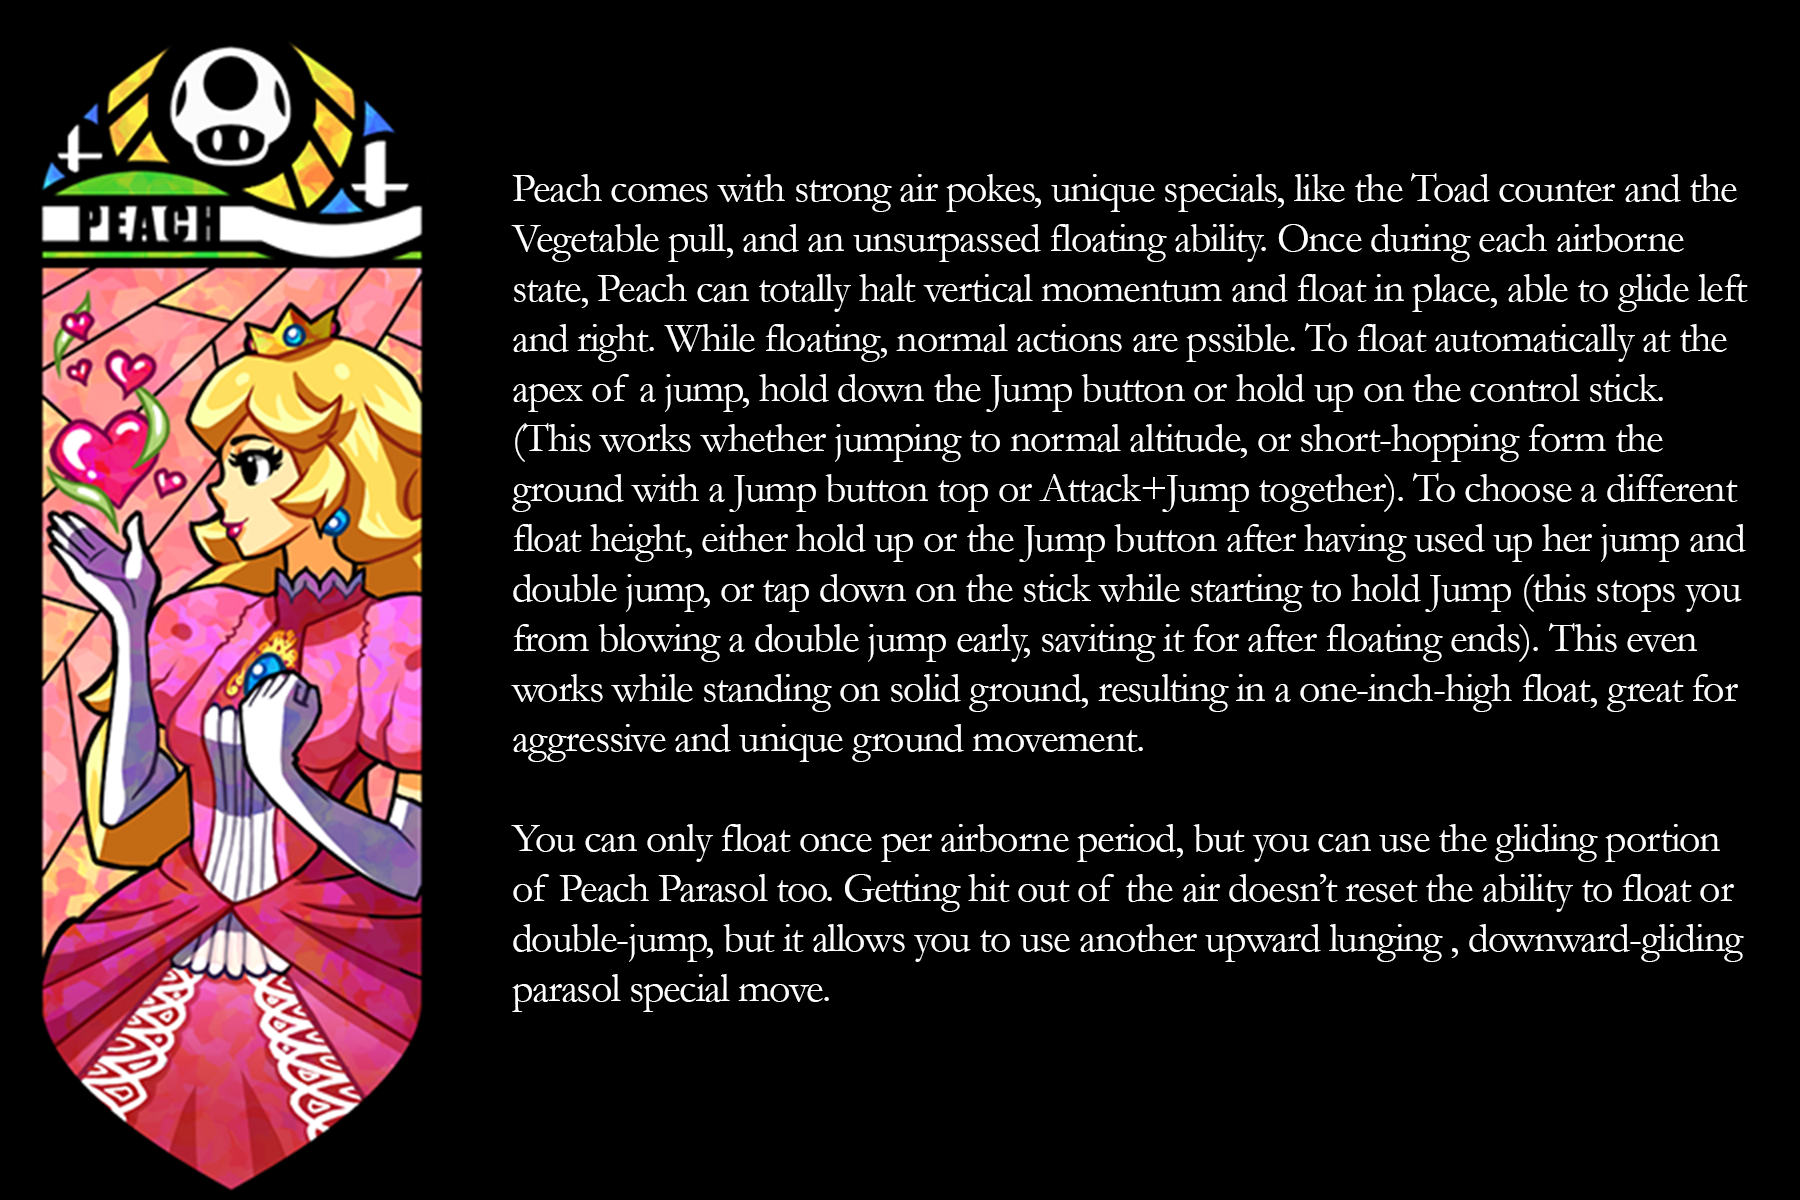 PEACH
Peach comes with strong air pokes, unique specials, like the Toad counter and the
Vegetable pull, and an unsurpassed floating ability. Once during each airborne
state, Peach can totally halt vertical momentum and float in place, able to glide left
and right. While floating, normal actions are pssible. To float automatically at the
apex of a jump, hold down the Jump button or hold up on the control stick.
(This works whether jumping to normal altitude, or short-hopping form the
ground with a Jump button top or Attack+Jump together). To choose a different
float height, either hold up or the Jump button after having used up her jump and
double jump, or tap down on the stick while starting to hold Jump (this stops you
from blowing a double jump early, saviting it for after floating ends). This even
works while standing on solid ground, resulting in a one-inch-high float, great for
aggressive and unique ground movement.
You can only float once per airborne period, but you can use the gliding portion
of Peach Parasol too. Getting hit out of the air doesn't reset the ability to float or
double-jump, but it allows you to use another upward lunging , downward-gliding
parasol special move.